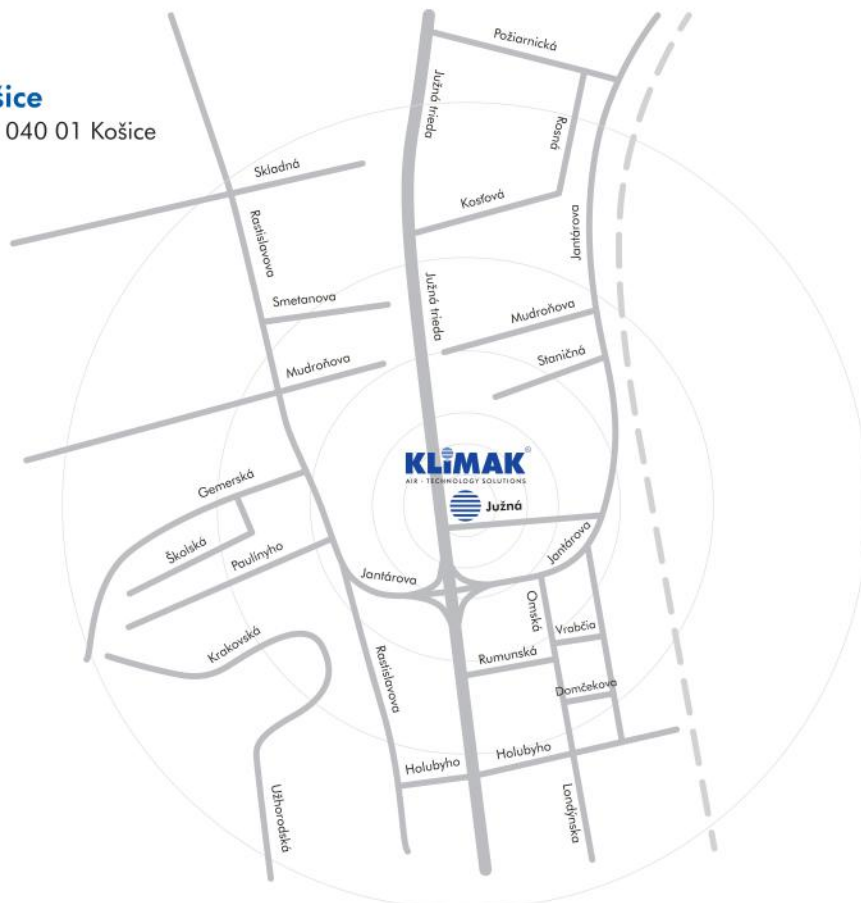 Požiarnická
Južná trieda
šice
040 01 Košice
Rosná
Skladná
Kosťová
Rastislavova
Jantárova
Južná trieda
Smetanova
Mudroňova
Staničná
Mudroňova
KLiMAK©
AIR - TECHNOLOGY SOLUTIONS
Gemerská
Južná
Školská
Paulínyho
Jantárova
Jantárova
Omská
Vrabčia
Krakovská
Rumunská
Rastislavova
Domčekova
Holubyho
Holubyho
Užhorodská
Londýnska